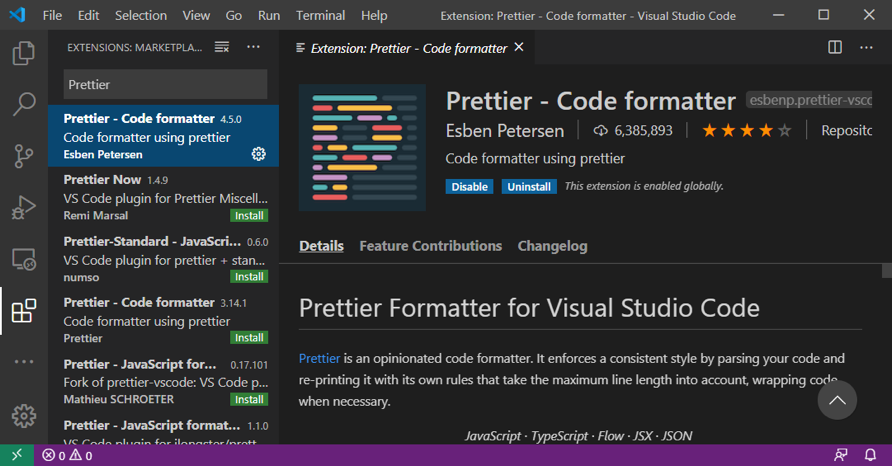 File Edit Selection View Go Run Terminal Help Extension: Prettier - Code formatter - Visual Studio Code
EXTENSIONS: MARKETPLA...
Prettier
Prettier - Code formatter 4.5.0
Code formatter using prettier
Esben Petersen
Prettier Now 1.4.9
VS Code plugin for Prettier Miscell...
Remi Marsal Install
Prettier-Standard - JavaScri... 0.6.0
VS Code plugin for prettier + stan...
numso Install
Prettier - Code formatter 3.14.1
Code formatter using prettier
Prettier Install
Prettier - JavaScript for... 0.17.101
Fork of prettier-vscode: VS Code p...
Mathieu SCHROETER Install
Prettier - JavaScript format... 1.1.0
VS Code plugin for jlongster/prett...
Extension: Prettier - Code formatter
Prettier - Code formatter esbenp.prettier-vsco
Esben Petersen 6,385,893 Reposito
Code formatter using prettier
Disable Uninstall This extension is enabled globally.
Details Feature Contributions Changelog
Prettier Formatter for Visual Studio Code
Prettier is an opinionated code formatter. It enforces a consistent style by parsing your code and
re-printing it with its own rules that take the maximum line length into account, wrapping code
when necessary.
JavaScript · TypeScript · Flow · JSX · JSON
0 0